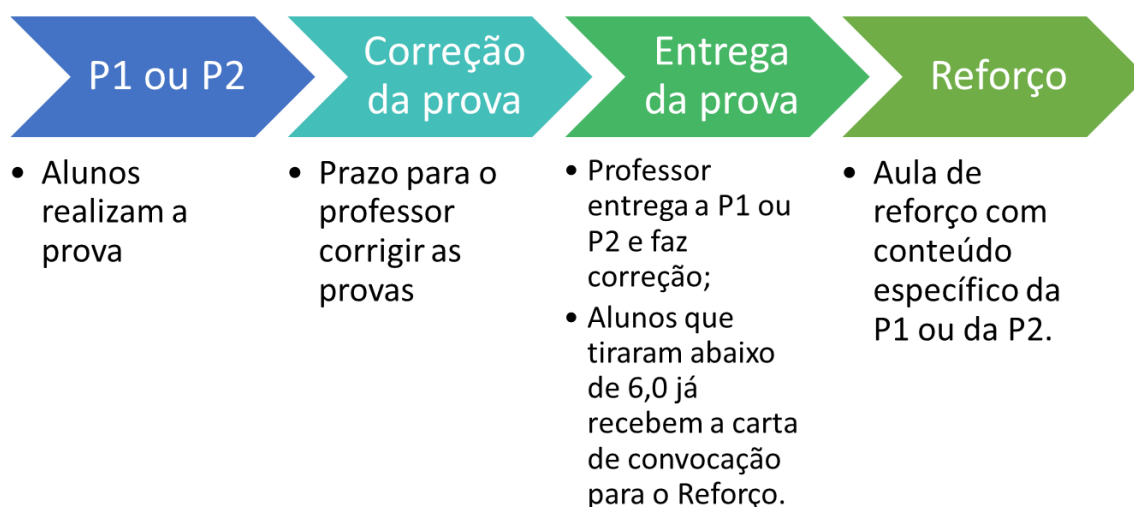 P1 ou P2
• Alunos
realizam a
prova
Correção
da prova
• Prazo para o
professor
corrigir as
provas
Entrega
da prova
• Professor
entrega a P1 ou
P2 e faz
correção;
• Alunos que
tiraram abaixo
de 6,0 já
recebem a carta
de convocação
para o Reforço.
Reforço
• Aula de
reforço com
conteúdo
específico da
P1 ou da P2.